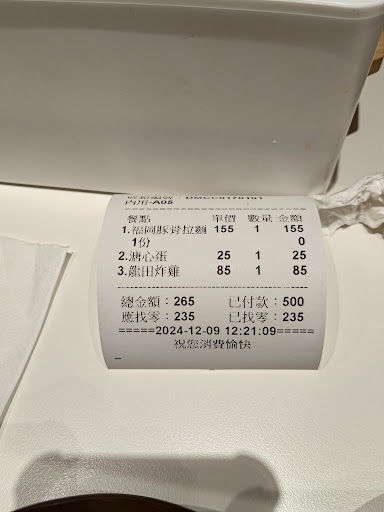 內用-A05
餐點 單價 數量 金額
1.福岡豚骨拉麵 155 1 155
1份 0
2.溏心蛋 25 1 25
3.龍田炸雞 85 1 85
總金額：265 已付款：500
應找零：235 已找零：235
=====2024-12-09 12:21:09=====
祝您消費愉快